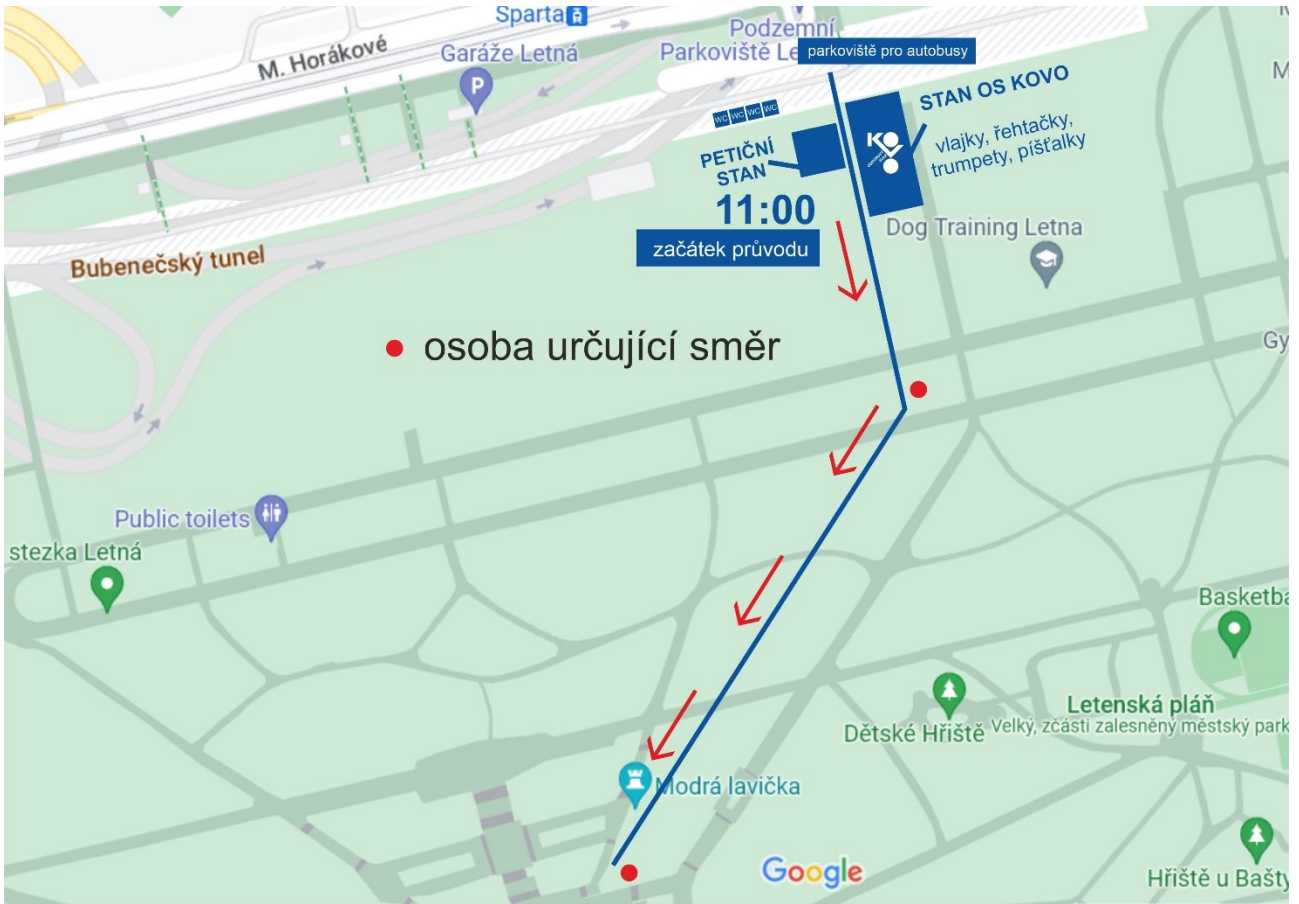 Sparta
M. Horákové
Garáže Letná
P
Podzemní
Parkoviště Le
parkoviště pro autobusy
M
WC WC WC WC
STAN OS KOVO
KOVO
vlajky, řehtačky,
trumpety, píšťalky
PETIČNÍ
STAN
11:00
začátek průvodu
Dog Training Letna
Bubenečský tunel
osoba určující směr
Gy
Public toilets
stezka Letná
Basketba
Letenská pláň
Velký, zčásti zalesněný městský park
Dětské Hřiště
Modrá lavička
Google
Hřiště u Bašty